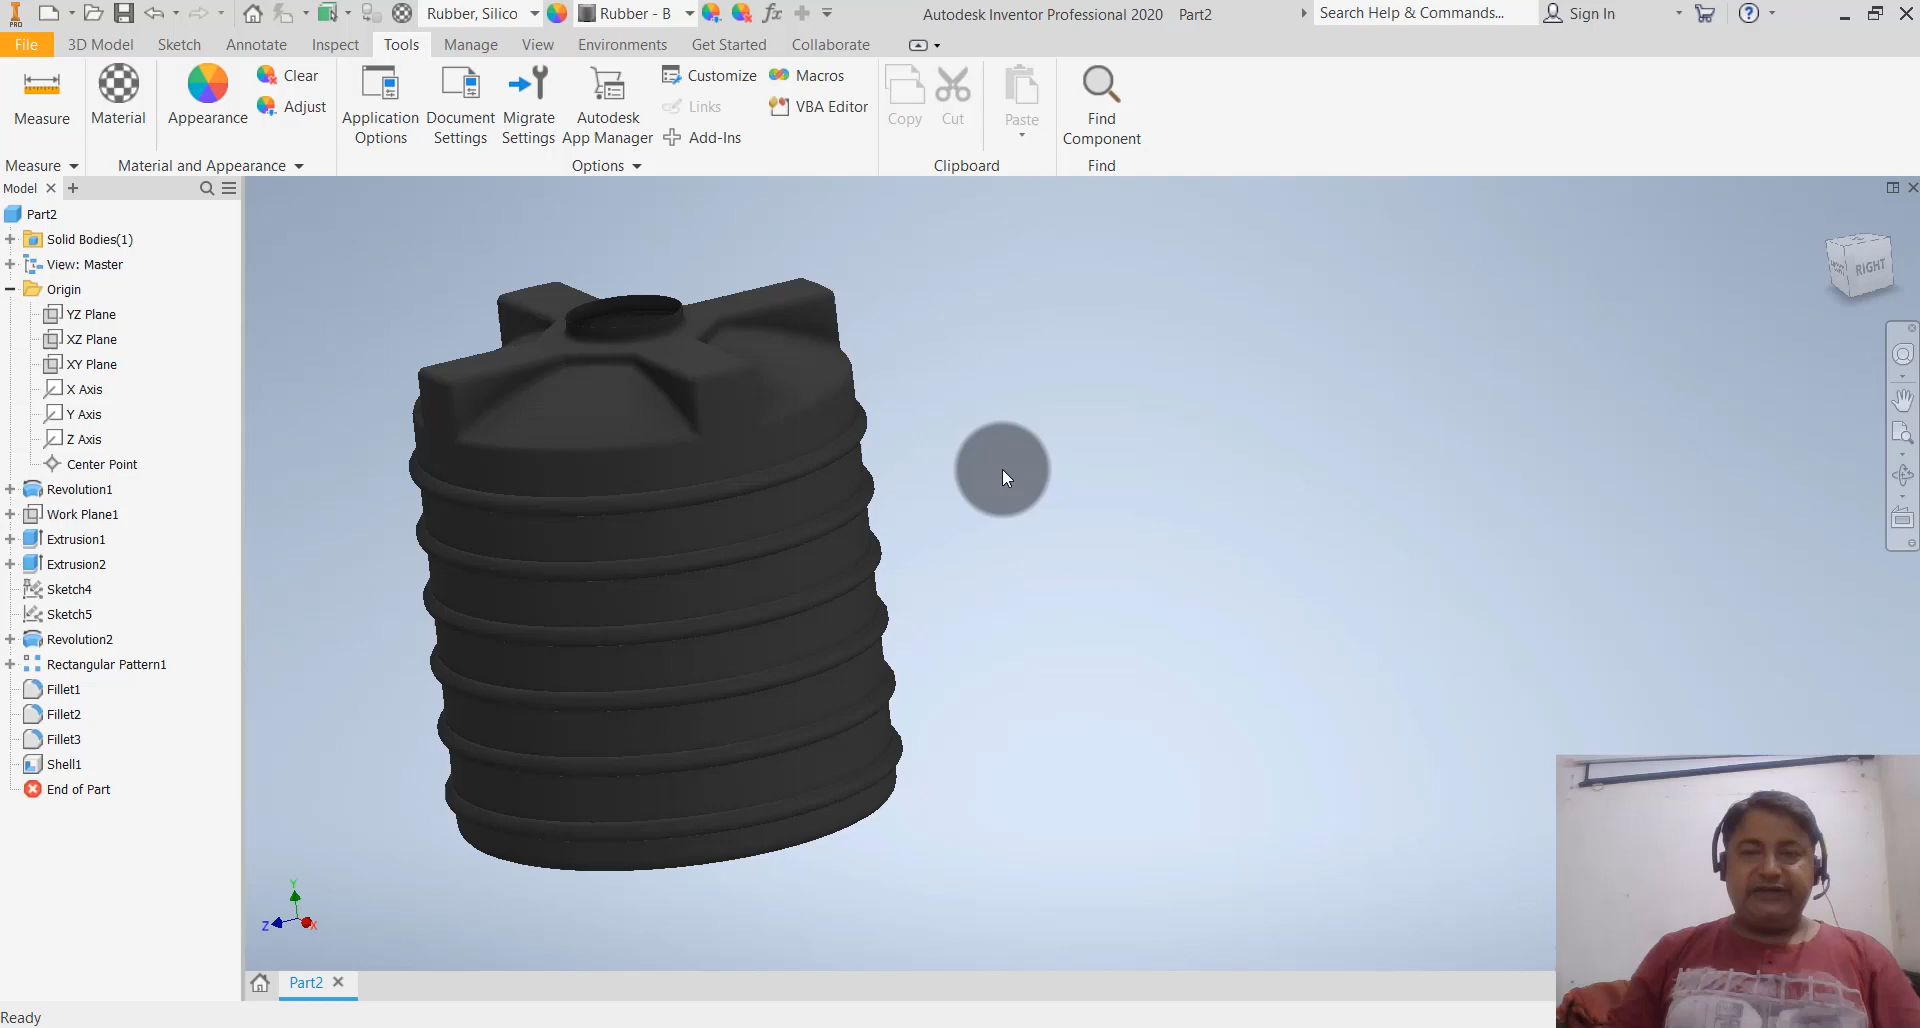 PRO
Rubber, Silico
Rubber - B
fx
Autodesk Inventor Professional 2020 Part2
Search Help & Commands...
Sign In
File 3D Model Sketch Annotate Inspect Tools Manage View Environments Get Started Collaborate
Measure
Material
Appearance
Clear
Adjust
Application Options
Document Settings
Migrate Settings
Autodesk App Manager
Customize
Links
Add-Ins
Macros
VBA Editor
Copy
Cut
Paste
Find Component
Measure
Material and Appearance
Options
Clipboard
Find
Model
Part2
Solid Bodies(1)
View: Master
Origin
YZ Plane
XZ Plane
XY Plane
X Axis
Y Axis
Z Axis
Center Point
Revolution1
Work Plane1
Extrusion1
Extrusion2
Sketch4
Sketch5
Revolution2
Rectangular Pattern1
Fillet1
Fillet2
Fillet3
Shell1
End of Part
RIGHT
Y
Z
X
Part2
Ready